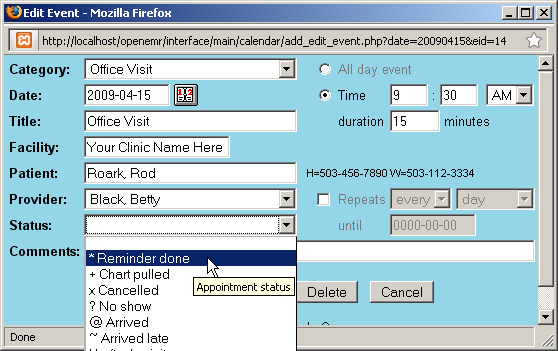 Edit Event - Mozilla Firefox
http://localhost/openemr/interface/main/calendar/add_edit_event.php?date=20090415&eid=14
Category: Office Visit All day event
Date: 2009-04-15 Time 9 : 30 AM
Title: Office Visit duration 15 minutes
Facility: Your Clinic Name Here
Patient: Roark, Rod H=503-456-7890 W=503-112-3334
Provider: Black, Betty Repeats every day
Status: until 0000-00-00
Comments:
* Reminder done
+ Chart pulled
Appointment status
x Cancelled Delete Cancel
? No show
@ Arrived
~ Arrived late
Done